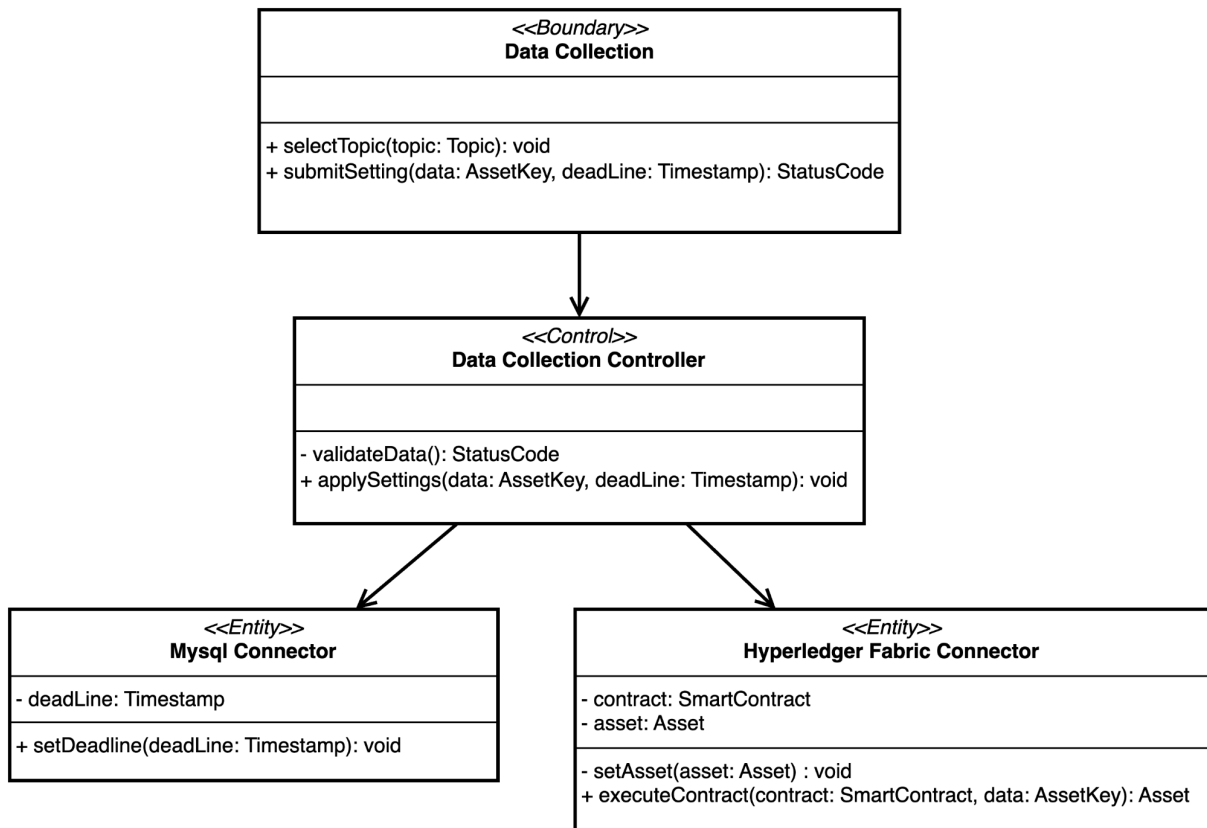 <<Boundary>>
Data Collection
+ selectTopic(topic: Topic): void
+ submitSetting(data: AssetKey, deadLine: Timestamp): StatusCode
<<Control>>
Data Collection Controller
- validateData(): StatusCode
+ applySettings(data: AssetKey, deadLine: Timestamp): void
<<Entity>>
Mysql Connector
- deadLine: Timestamp
+ setDeadline(deadLine: Timestamp): void
<<Entity>>
Hyperledger Fabric Connector
- contract: SmartContract
- asset: Asset
- setAsset(asset: Asset) : void
+ executeContract(contract: SmartContract, data: AssetKey): Asset